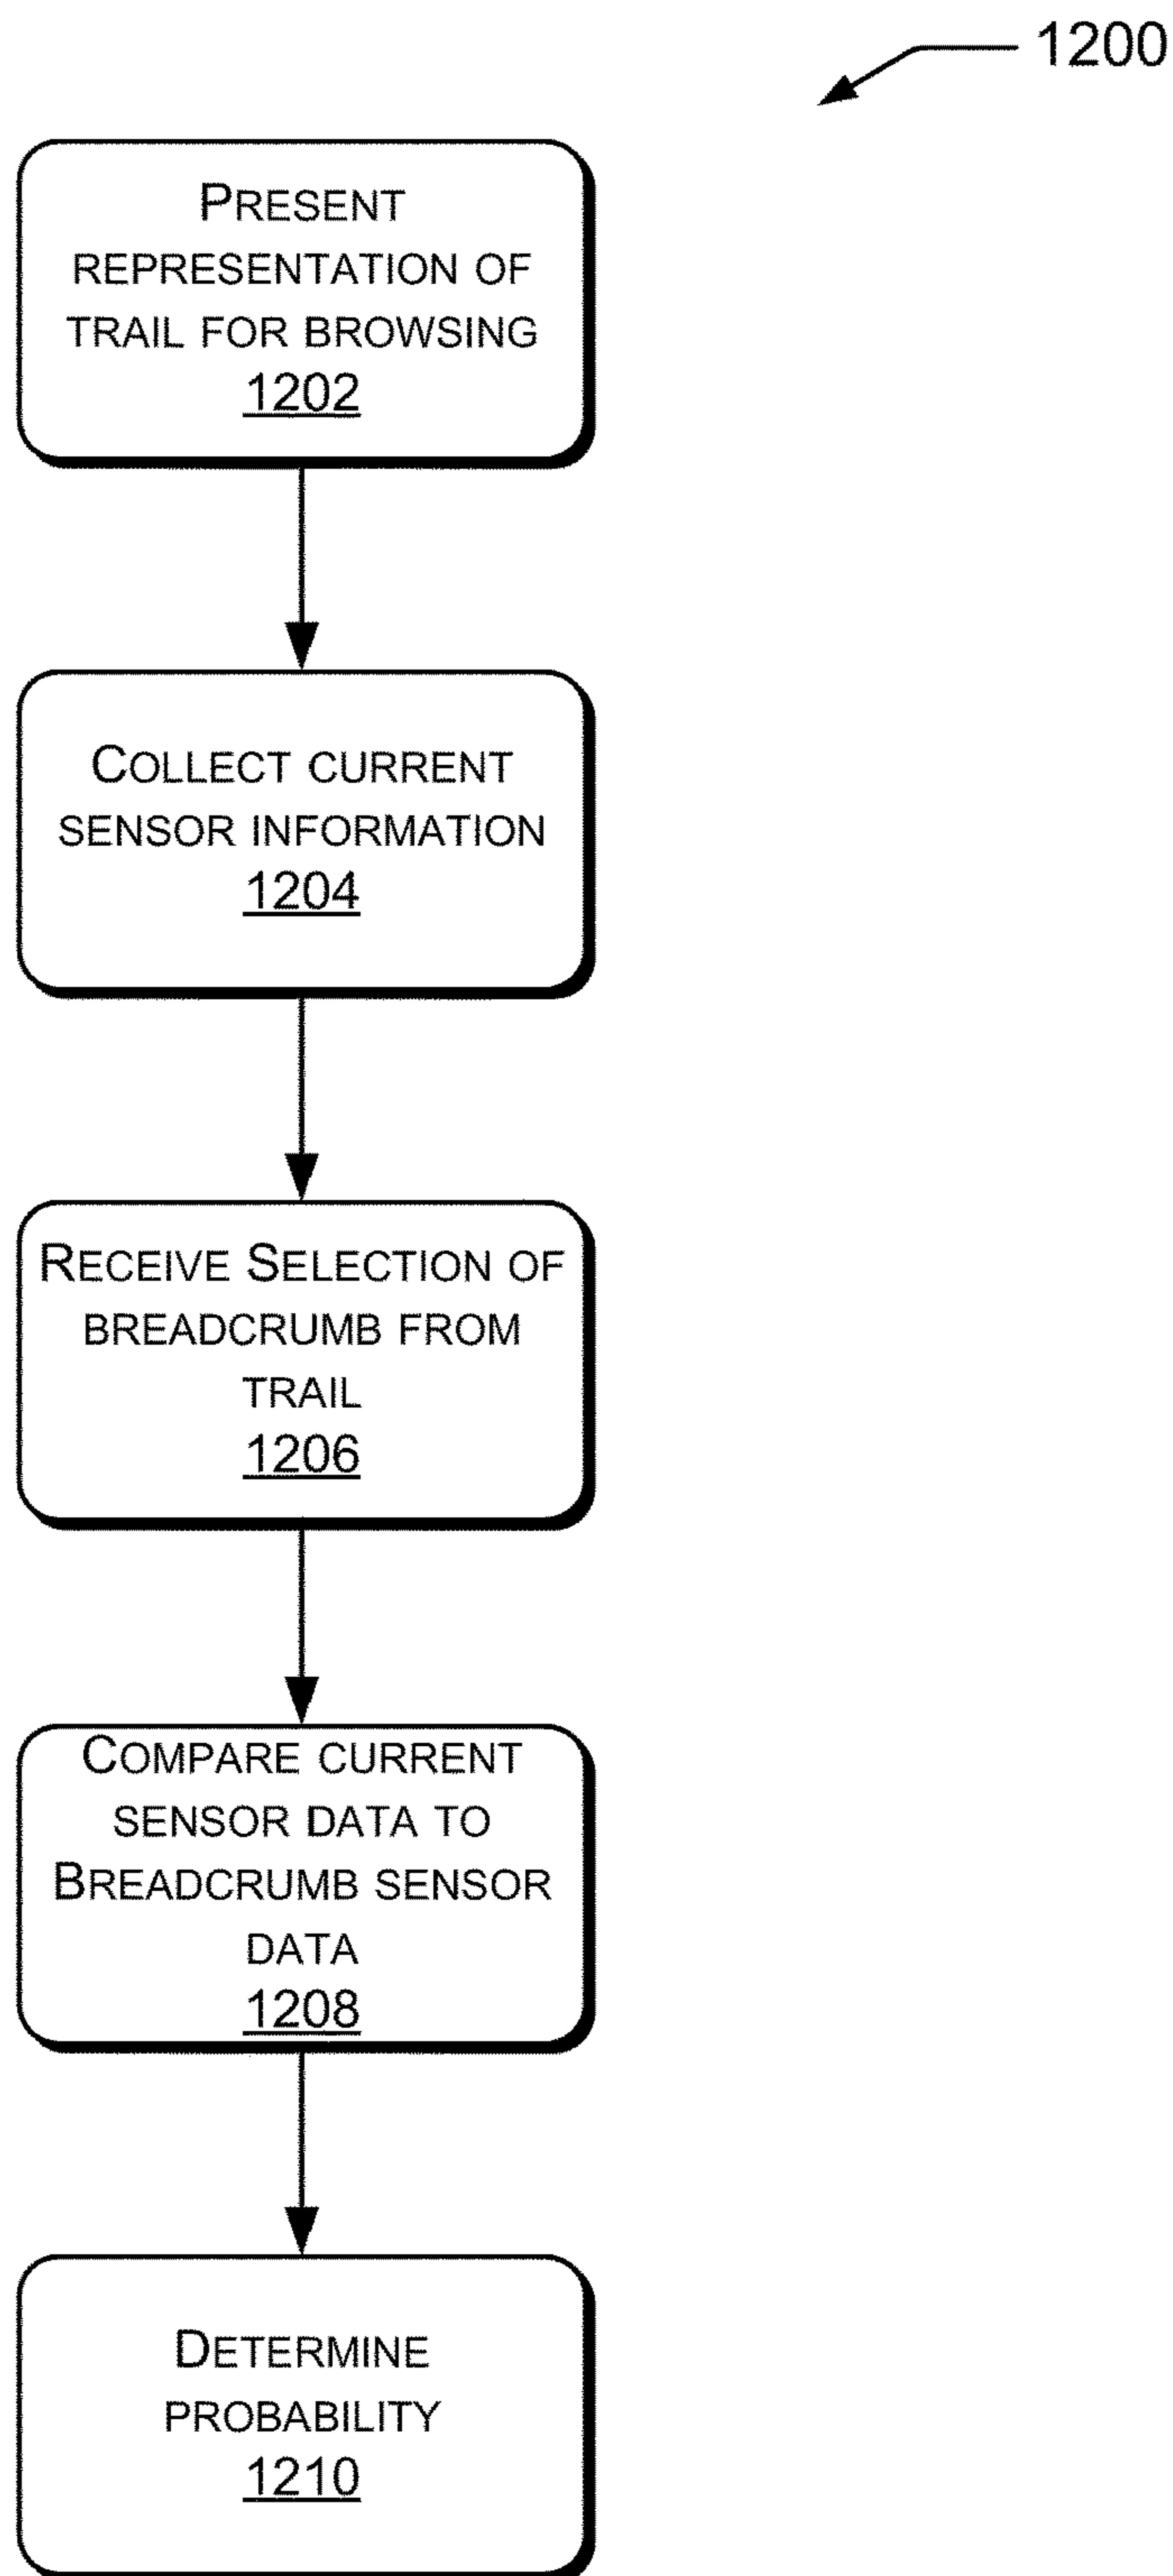 1200
PRESENT
REPRESENTATION OF
TRAIL FOR BROWSING
1202
COLLECT CURRENT
SENSOR INFORMATION
1204
RECEIVE SELECTION OF
BREADCRUMB FROM
TRAIL
1206
COMPARE CURRENT
SENSOR DATA TO
BREADCRUMB SENSOR
DATA
1208
DETERMINE
PROBABILITY
1210